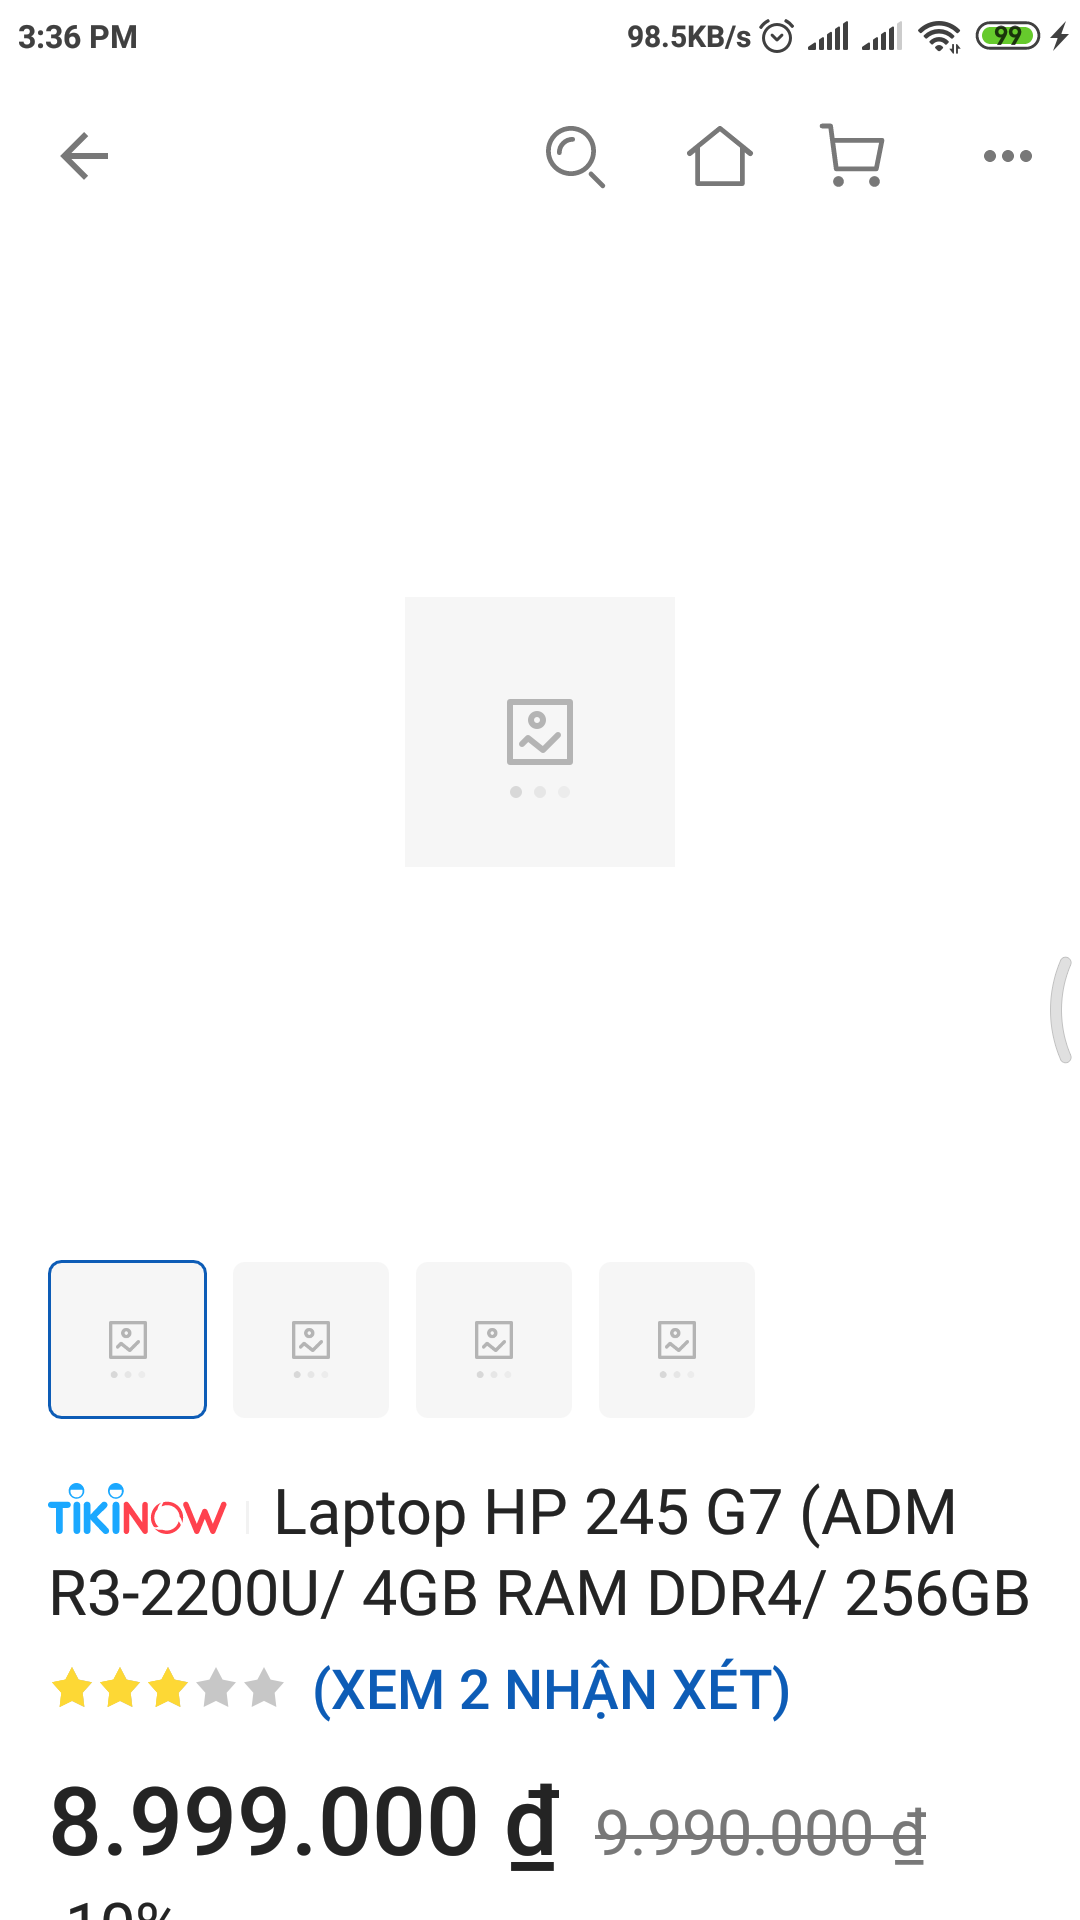 3:36 PM 98.5KB/s 99
TIKINOW Laptop HP 245 G7 (ADM
R3-2200U/ 4GB RAM DDR4/ 256GB
(XEM 2 NHẬN XÉT)
8.999.000 ₫ 9.990.000 ₫
-10%